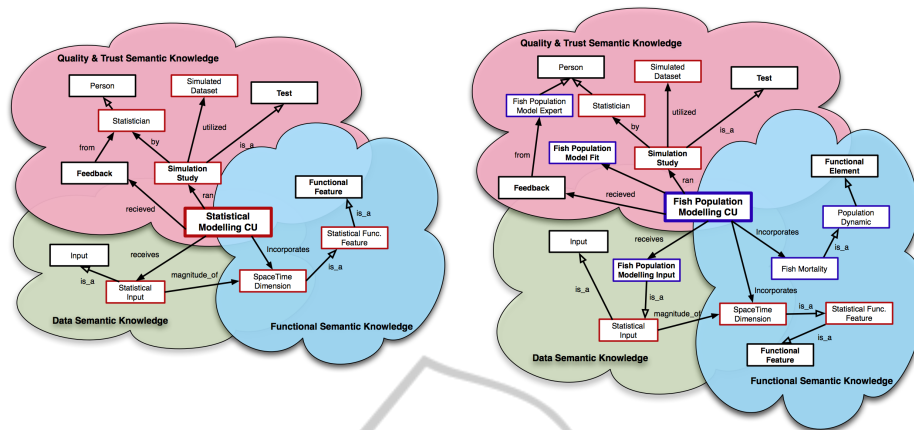 Quality & Trust Semantic Knowledge
Person
Simulated
Dataset
Test
Statistician
from
by
utilized
is_a
Feedback
Simulation
Study
ran
recieved
Statistical
Modelling CU
Functional
Feature
is_a
Statistical Func.
Feature
Input
receives
Incorporates
magnitude_of
is_a
is_a
Statistical
Input
SpaceTime
Dimension
Data Semantic Knowledge
Functional Semantic Knowledge
Quality & Trust Semantic Knowledge
Person
Simulated
Dataset
Test
Fish Population
Model Expert
Statistician
utilized
by
is_a
from
Fish Population
Model Fit
Simulation
Study
ran
Feedback
recieved
Fish Population
Modelling CU
Functional
Element
is_a
Population
Dynamic
Input
receives
Incorporates
is_a
Fish Population
Modelling Input
Fish Mortality
is_a
is_a
Incorporates
magnitude_of
Statistical
Input
SpaceTime
Dimension
is_a
Statistical Func.
Feature
is_a
Functional
Feature
Data Semantic Knowledge
Functional Semantic Knowledge